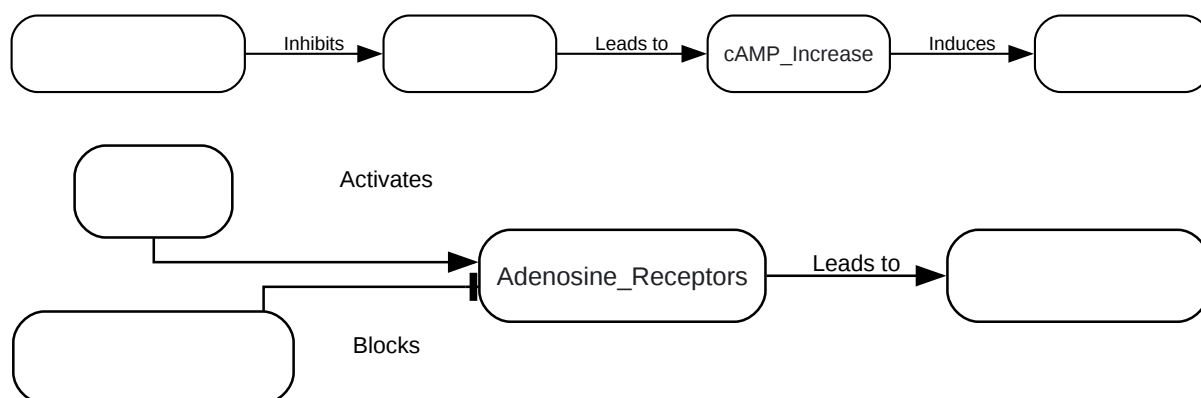 Inhibits
Leads to
cAMP_Increase
Induces
Activates
Adenosine_Receptors
Leads to
Blocks